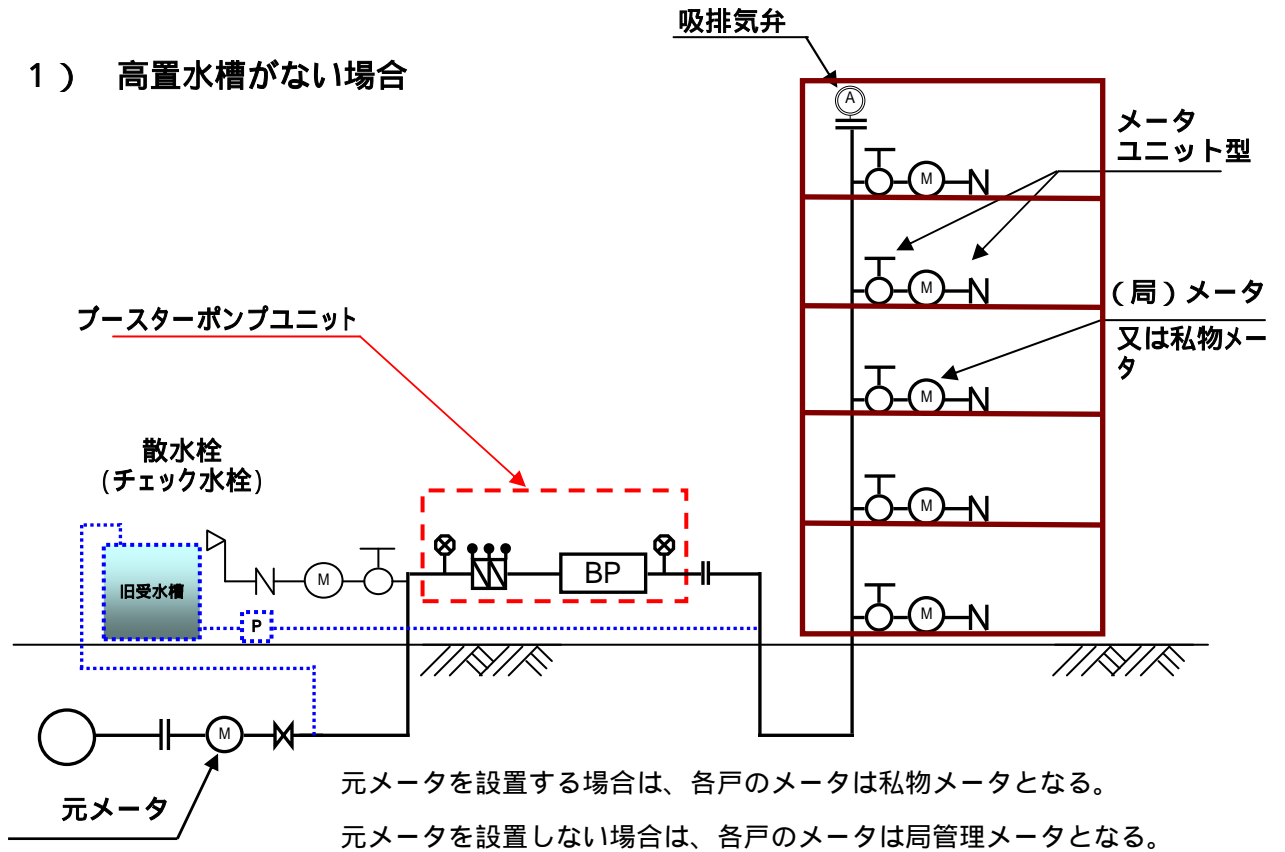 吸排気弁
1） 高置水槽がない場合
A
メータ
ユニット型
M
M
（局）メータ
又は私物メー
タ
M
ブースターポンプユニット
散水栓
(チェック水栓)
M
BP
M
旧受水槽
P
M
M
元メータ
元メータを設置する場合は、各戸のメータは私物メータとなる。
元メータを設置しない場合は、各戸のメータは局管理メータとなる。